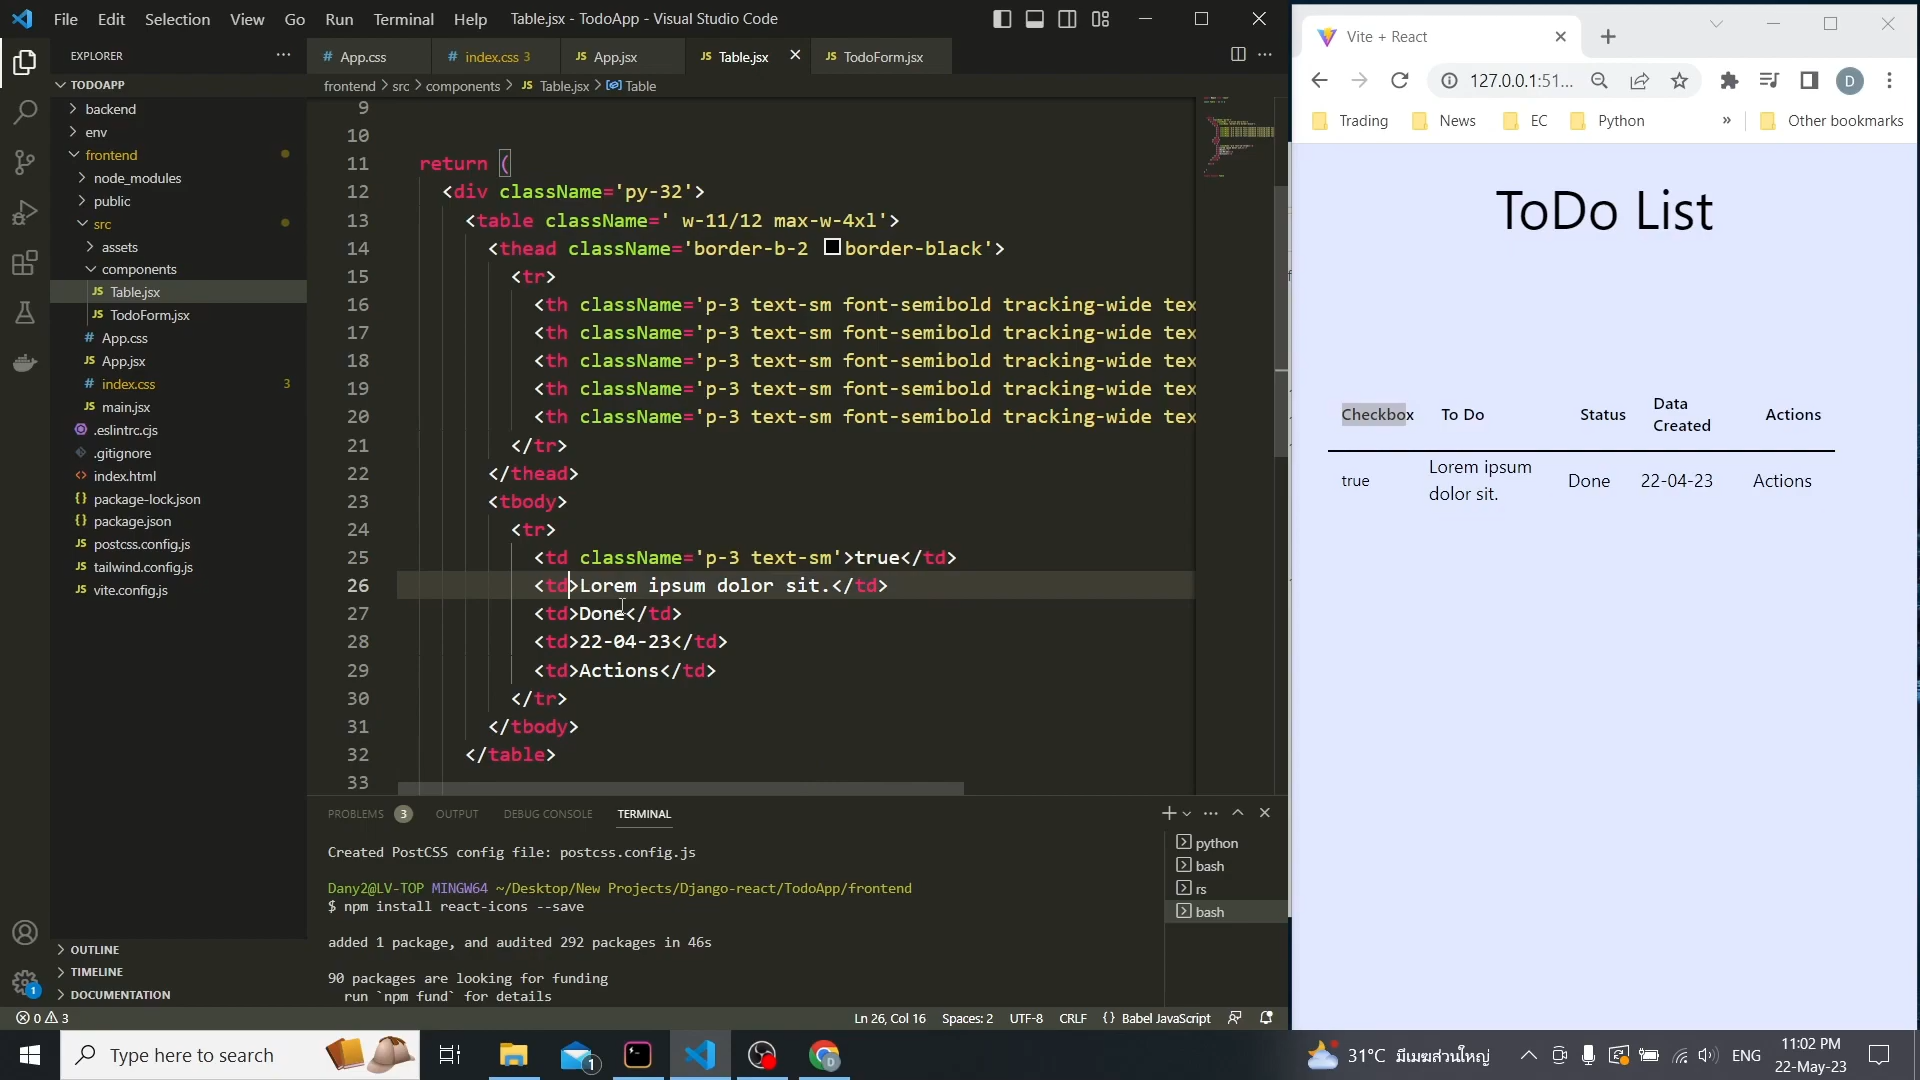 File Edit Selection View Go Run Terminal Help Table.jsx - TodoApp - Visual Studio Code
EXPLORER
TODOAPP
backend
env
frontend
node_modules
public
src
assets
components
JS Table.jsx
JS TodoForm.jsx
# App.css
JS App.jsx
# index.css 3
JS main.jsx
.eslintrc.cjs
.gitignore
<> index.html
{} package-lock.json
{} package.json
JS postcss.config.js
JS tailwind.config.js
JS vite.config.js
OUTLINE
TIMELINE
DOCUMENTATION
# App.css # index.css 3 JS App.jsx JS Table.jsx JS TodoForm.jsx
frontend > src > components > JS Table.jsx > Table
9
10
11 return (
12 <div className='py-32'>
13 <table className=' w-11/12 max-w-4xl'>
14 <thead className='border-b-2 border-black'>
15 <tr>
16 <th className='p-3 text-sm font-semibold tracking-wide tex
17 <th className='p-3 text-sm font-semibold tracking-wide tex
18 <th className='p-3 text-sm font-semibold tracking-wide tex
19 <th className='p-3 text-sm font-semibold tracking-wide tex
20 <th className='p-3 text-sm font-semibold tracking-wide tex
21 </tr>
22 </thead>
23 <tbody>
24 <tr>
25 <td className='p-3 text-sm'>true</td>
26 <td>Lorem ipsum dolor sit.</td>
27 <td>Done</td>
28 <td>22-04-23</td>
29 <td>Actions</td>
30 </tr>
31 </tbody>
32 </table>
33
PROBLEMS 3 OUTPUT DEBUG CONSOLE TERMINAL
Created PostCSS config file: postcss.config.js
Dany2@LV-TOP MINGW64 ~/Desktop/New Projects/Django-react/TodoApp/frontend
$ npm install react-icons --save
added 1 package, and audited 292 packages in 46s
90 packages are looking for funding
run `npm fund` for details
python
bash
rs
bash
1
0 3 Ln 26, Col 16 Spaces: 2 UTF-8 CRLF {} Babel JavaScript
Vite + React
127.0.0.1:51... D
Trading News EC Python » Other bookmarks
ToDo List
Checkbox To Do Status Data Created Actions
true Lorem ipsum dolor sit. Done 22-04-23 Actions
Type here to search 1 D 31°C มีเมฆส่วนใหญ่ ENG 11:02 PM
22-May-23